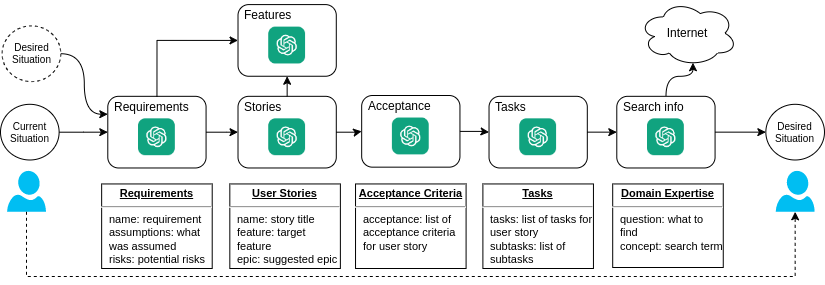 Features
Internet
Desired
Situation
Requirements
Stories
Acceptance
Tasks
Search info
Current
Situation
Desired
Situation
Requirements
name: requirement
assumptions: what
was assumed
risks: potential risks
User Stories
name: story title
feature: target
feature
epic: suggested epic
Acceptance Criteria
acceptance: list of
acceptance criteria
for user story
Tasks
tasks: list of tasks for
user story
subtasks: list of
subtasks
Domain Expertise
question: what to
find
concept: search term